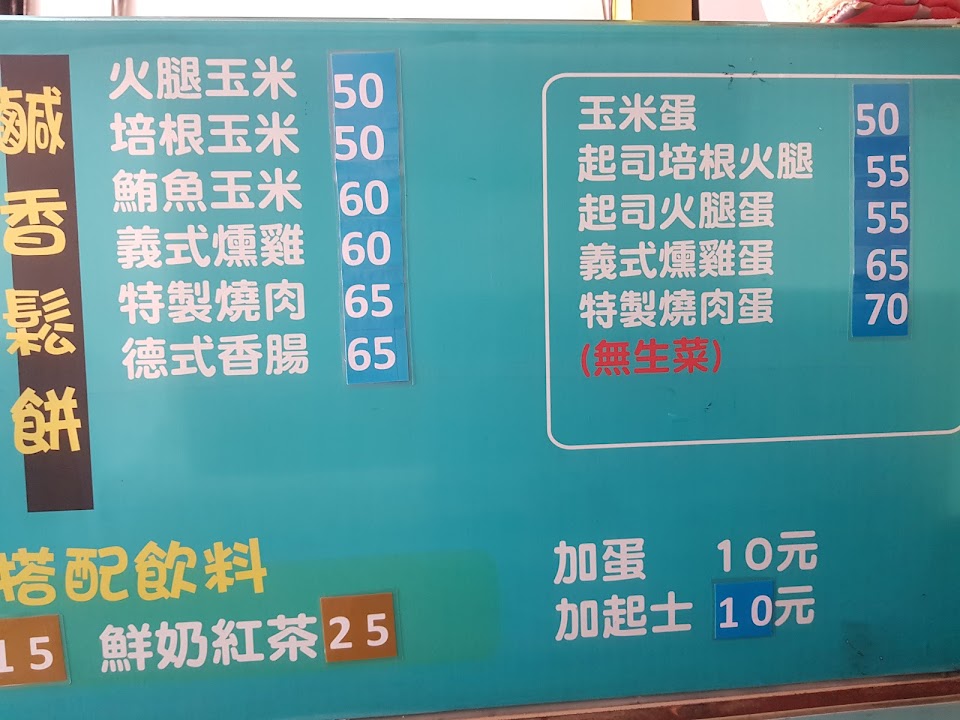 鹹香鬆餅
火腿玉米 50
培根玉米 50
鮪魚玉米 60
義式燻雞 60
特製燒肉 65
德式香腸 65
玉米蛋 50
起司培根火腿 55
起司火腿蛋 55
義式燻雞蛋 65
特製燒肉蛋 70
(無生菜)
搭配飲料
15 鮮奶紅茶 25
加蛋 10元
加起士 10元